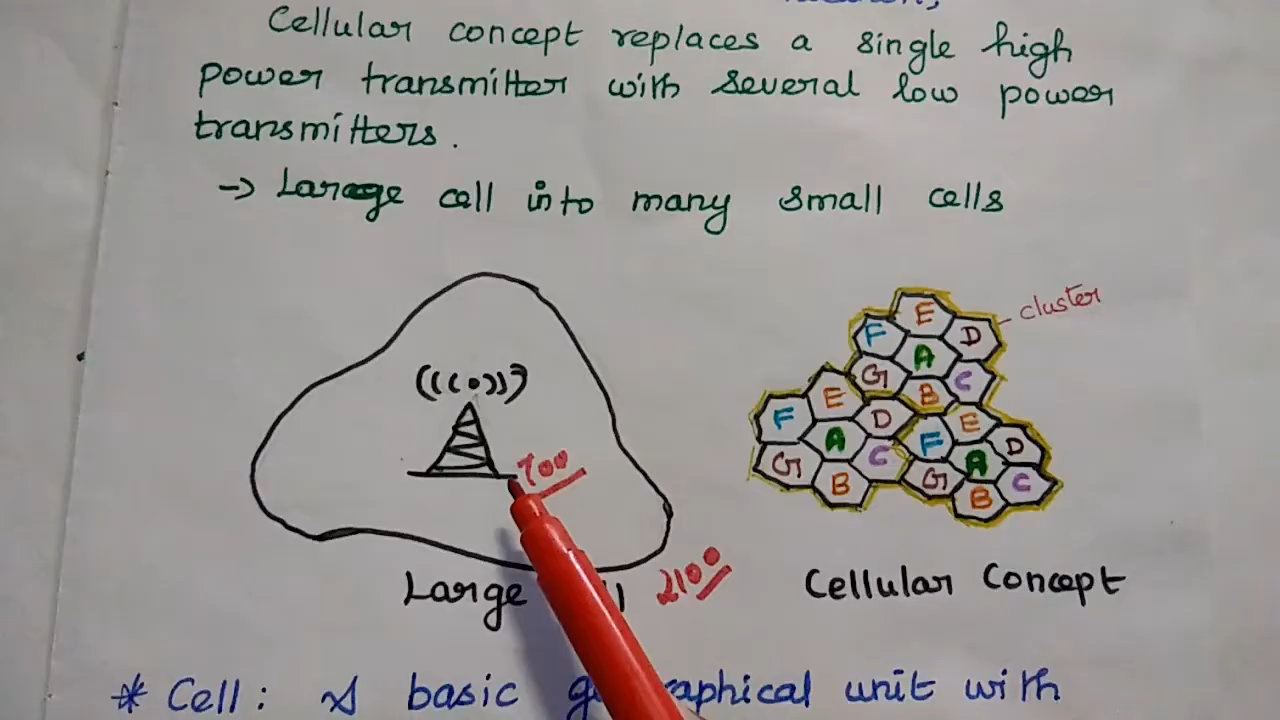 Cellular concept replaces a single high
power transmitter with several low power
transmitters.
→ Large cell into many small cells
cluster
E
F D
A
G C
B
E
F D
A
G C
B
E
F D
A
G C
B
700
2100
Large
Cellular Concept
* Cell: A basic geographical unit with